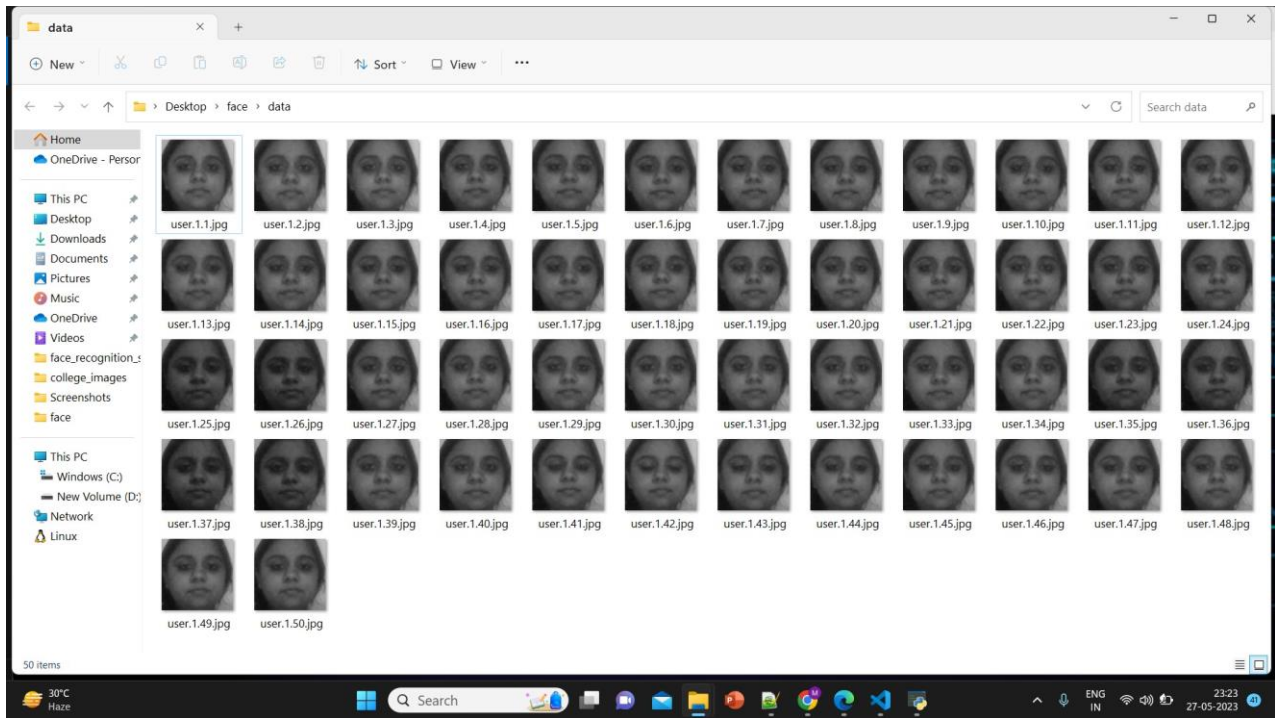 data
New
Sort
View
Desktop > face > data
Search data
Home
OneDrive - Person
This PC
Desktop
Downloads
Documents
Pictures
Music
OneDrive
Videos
face_recognition_s
college_images
Screenshots
face
This PC
Windows (C:)
New Volume (D:)
Network
Linux
user.1.1.jpg user.1.2.jpg user.1.3.jpg user.1.4.jpg user.1.5.jpg user.1.6.jpg user.1.7.jpg user.1.8.jpg user.1.9.jpg user.1.10.jpg user.1.11.jpg user.1.12.jpg
user.1.13.jpg user.1.14.jpg user.1.15.jpg user.1.16.jpg user.1.17.jpg user.1.18.jpg user.1.19.jpg user.1.20.jpg user.1.21.jpg user.1.22.jpg user.1.23.jpg user.1.24.jpg
user.1.25.jpg user.1.26.jpg user.1.27.jpg user.1.28.jpg user.1.29.jpg user.1.30.jpg user.1.31.jpg user.1.32.jpg user.1.33.jpg user.1.34.jpg user.1.35.jpg user.1.36.jpg
user.1.37.jpg user.1.38.jpg user.1.39.jpg user.1.40.jpg user.1.41.jpg user.1.42.jpg user.1.43.jpg user.1.44.jpg user.1.45.jpg user.1.46.jpg user.1.47.jpg user.1.48.jpg
user.1.49.jpg user.1.50.jpg
50 items
30°C
Haze
Search
ENG
IN
23:23
27-05-2023
41